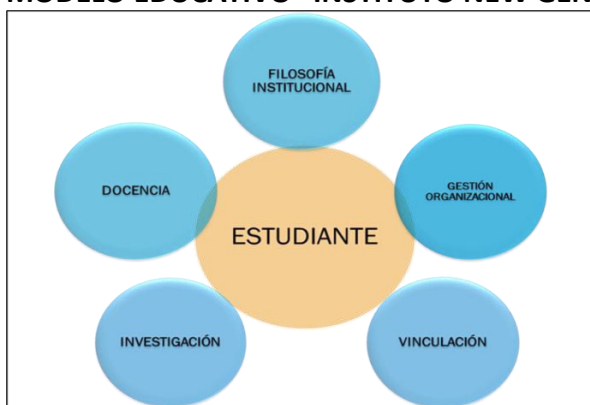 MODELO EDUCATIVO - INSTITUTO NEW GEN
FILOSOFÍA
INSTITUCIONAL
DOCENCIA
GESTIÓN
ORGANIZACIONAL
ESTUDIANTE
INVESTIGACIÓN
VINCULACIÓN